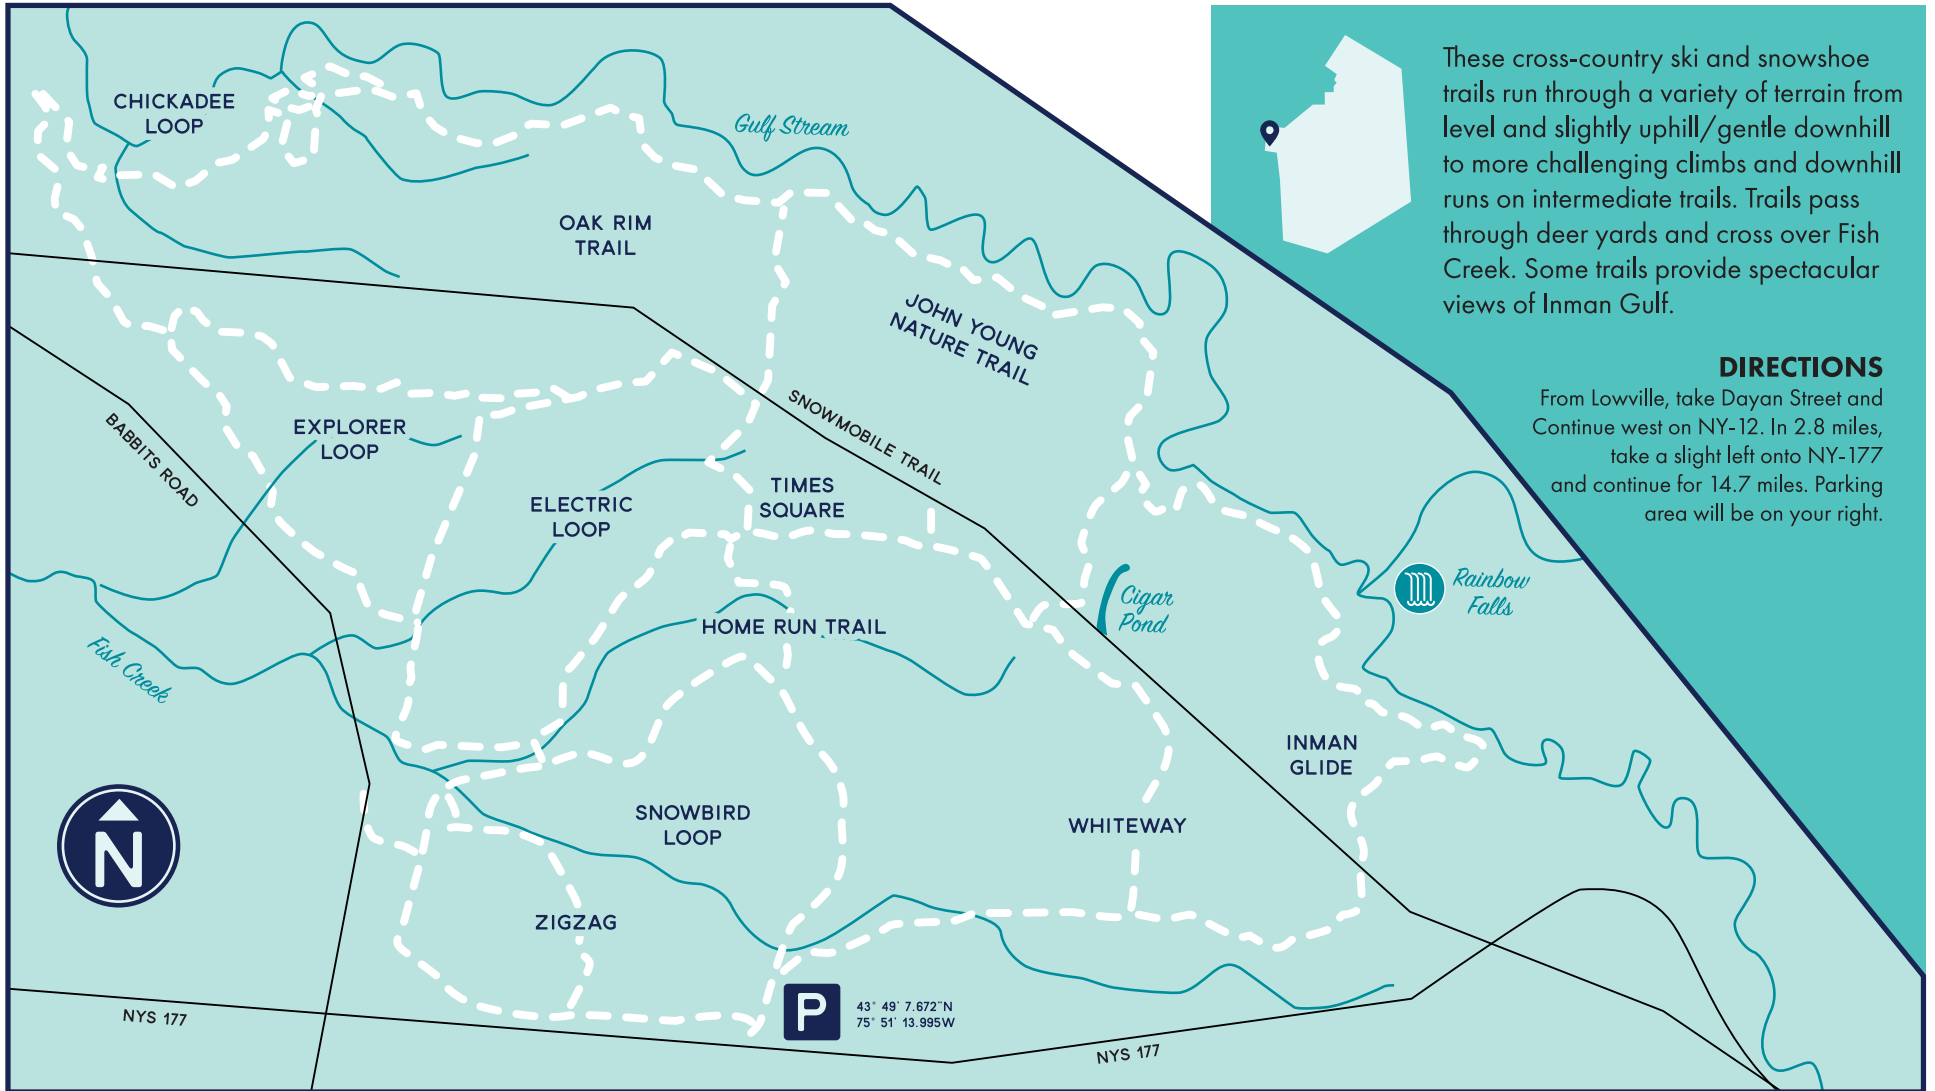 CHICKADEE
LOOP
Gulf Stream
OAK RIM
TRAIL
JOHN YOUNG
NATURE TRAIL
SNOWMOBILE TRAIL
BABBITS ROAD
EXPLORER
LOOP
ELECTRIC
LOOP
TIMES
SQUARE
Cigar
Pond
Rainbow
Falls
HOME RUN TRAIL
Fish Creek
INMAN
GLIDE
SNOWBIRD
LOOP
WHITEWAY
N
ZIGZAG
P
43° 49' 7.672"N
75° 51' 13.995W
NYS 177
NYS 177
These cross-country ski and snowshoe
trails run through a variety of terrain from
level and slightly uphill/gentle downhill
to more challenging climbs and downhill
runs on intermediate trails. Trails pass
through deer yards and cross over Fish
Creek. Some trails provide spectacular
views of Inman Gulf.
DIRECTIONS
From Lowville, take Dayan Street and
Continue west on NY-12. In 2.8 miles,
take a slight left onto NY-177
and continue for 14.7 miles. Parking
area will be on your right.